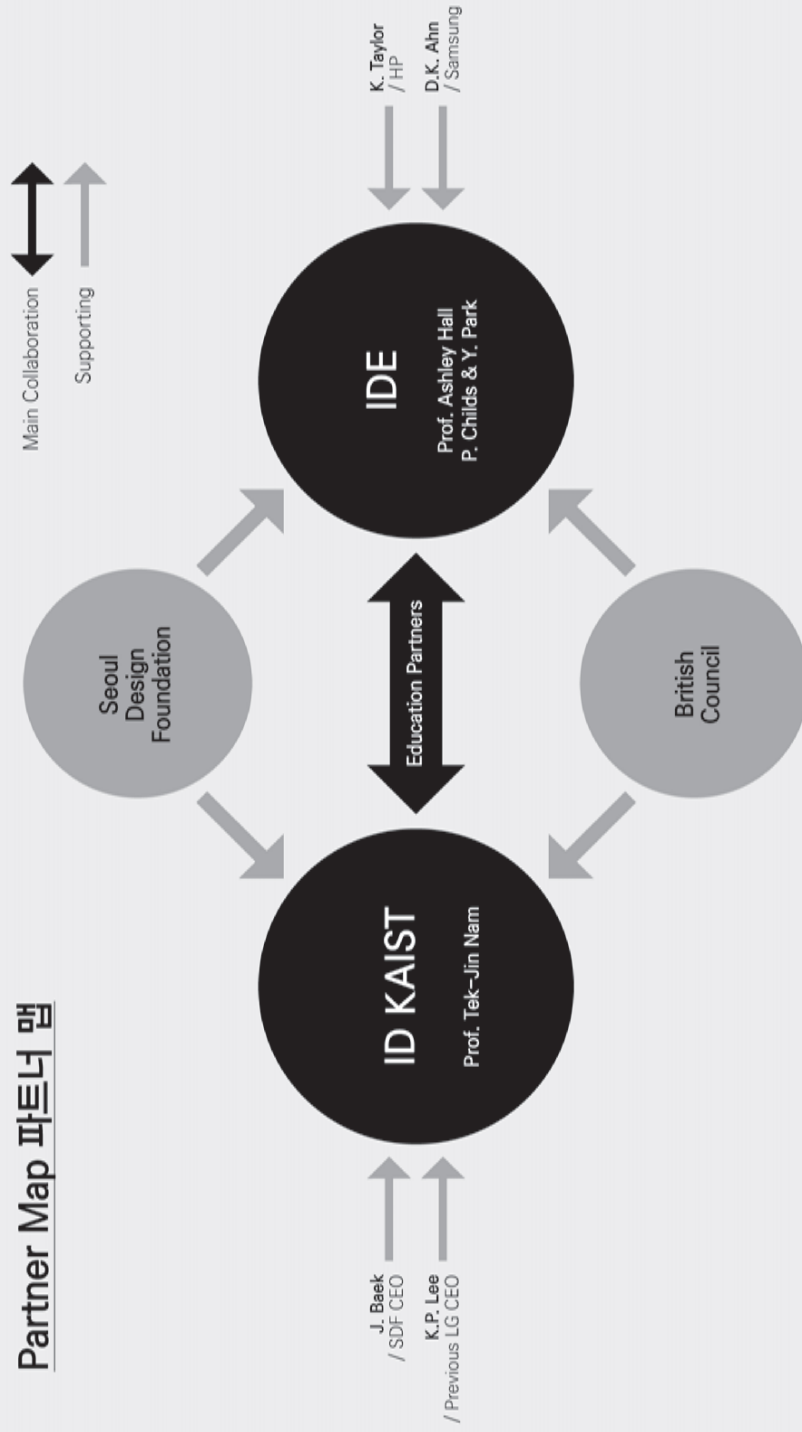 Partner Map 파트너 맵
Main Collaboration
Supporting
Seoul
Design
Foundation
J. Baek
/ SDF CEO
K.P. Lee
/ Previous LG CEO
ID KAIST
Prof. Tek-Jin Nam
Education Partners
IDE
Prof. Ashley Hall
P. Childs & Y. Park
K. Taylor
/ HP
D.K. Ahn
/ Samsung
British
Council